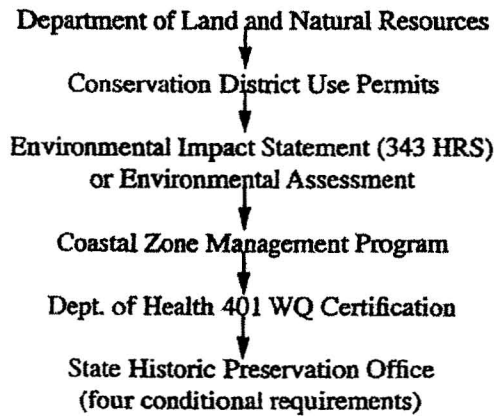 Department of Land and Natural Resources
Conservation District Use Permits
Environmental Impact Statement (343 HRS)
or Environmental Assessment
Coastal Zone Management Program
Dept. of Health 401 WQ Certification
State Historic Preservation Office
(four conditional requirements)